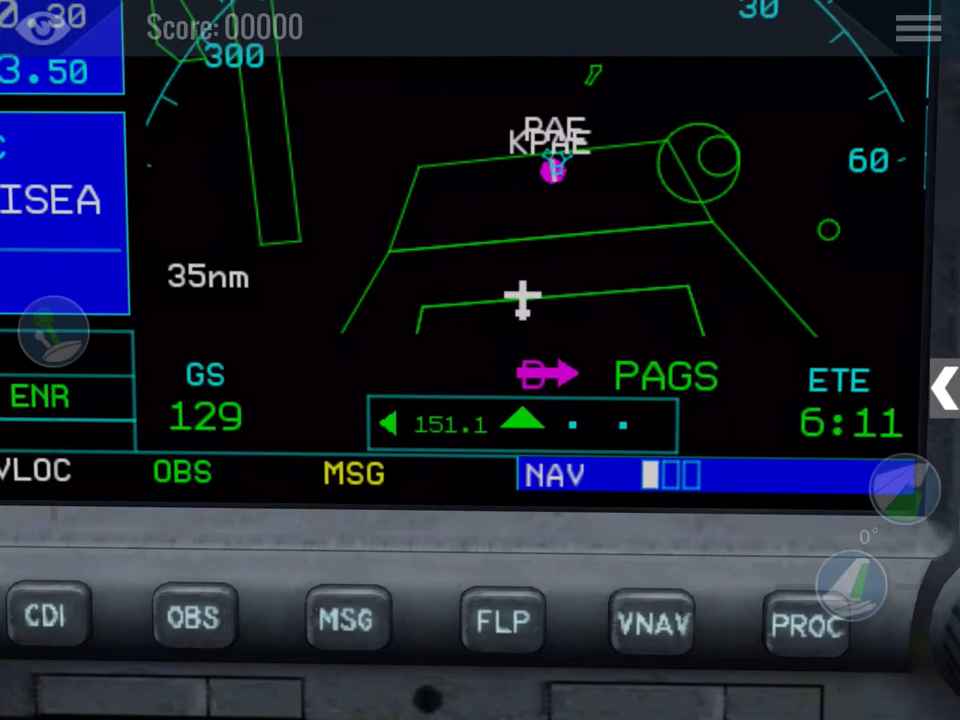 0.30
Score: 00000
30
300
3.50
PAE
KPAE
C
60
ISEA
35nm
GS
PAGS
ETE
ENR
129
151.1
6:11
VLOC
OBS
MSG
NAV
0°
CDI
OBS
MSG
FLP
VNAV
PROC